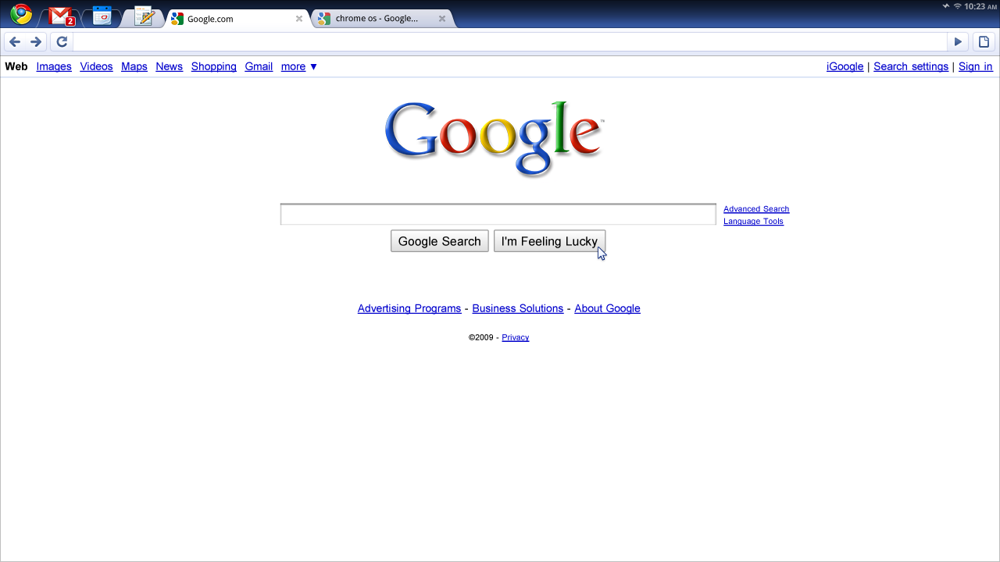 2 Google.com chrome os - Google... 10:23 AM
Web Images Videos Maps News Shopping Gmail more ▼ iGoogle | Search settings | Sign in
Google™
Advanced Search
Language Tools
Google Search I'm Feeling Lucky
Advertising Programs - Business Solutions - About Google
©2009 - Privacy